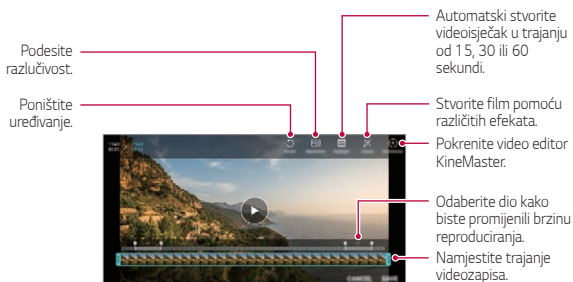 Podesite
razlučivost.
Poništite
uređivanje.
Automatski stvorite
videoisječak u trajanju
od 15, 30 ili 60
sekundi.
Stvorite film pomoću
različitih efekata.
Pokrenite video editor
KineMaster.
Odaberite dio kako
biste promijenili brzinu
reproduciranja.
Namjestite trajanje
videozapisa.
CANCEL SAVE